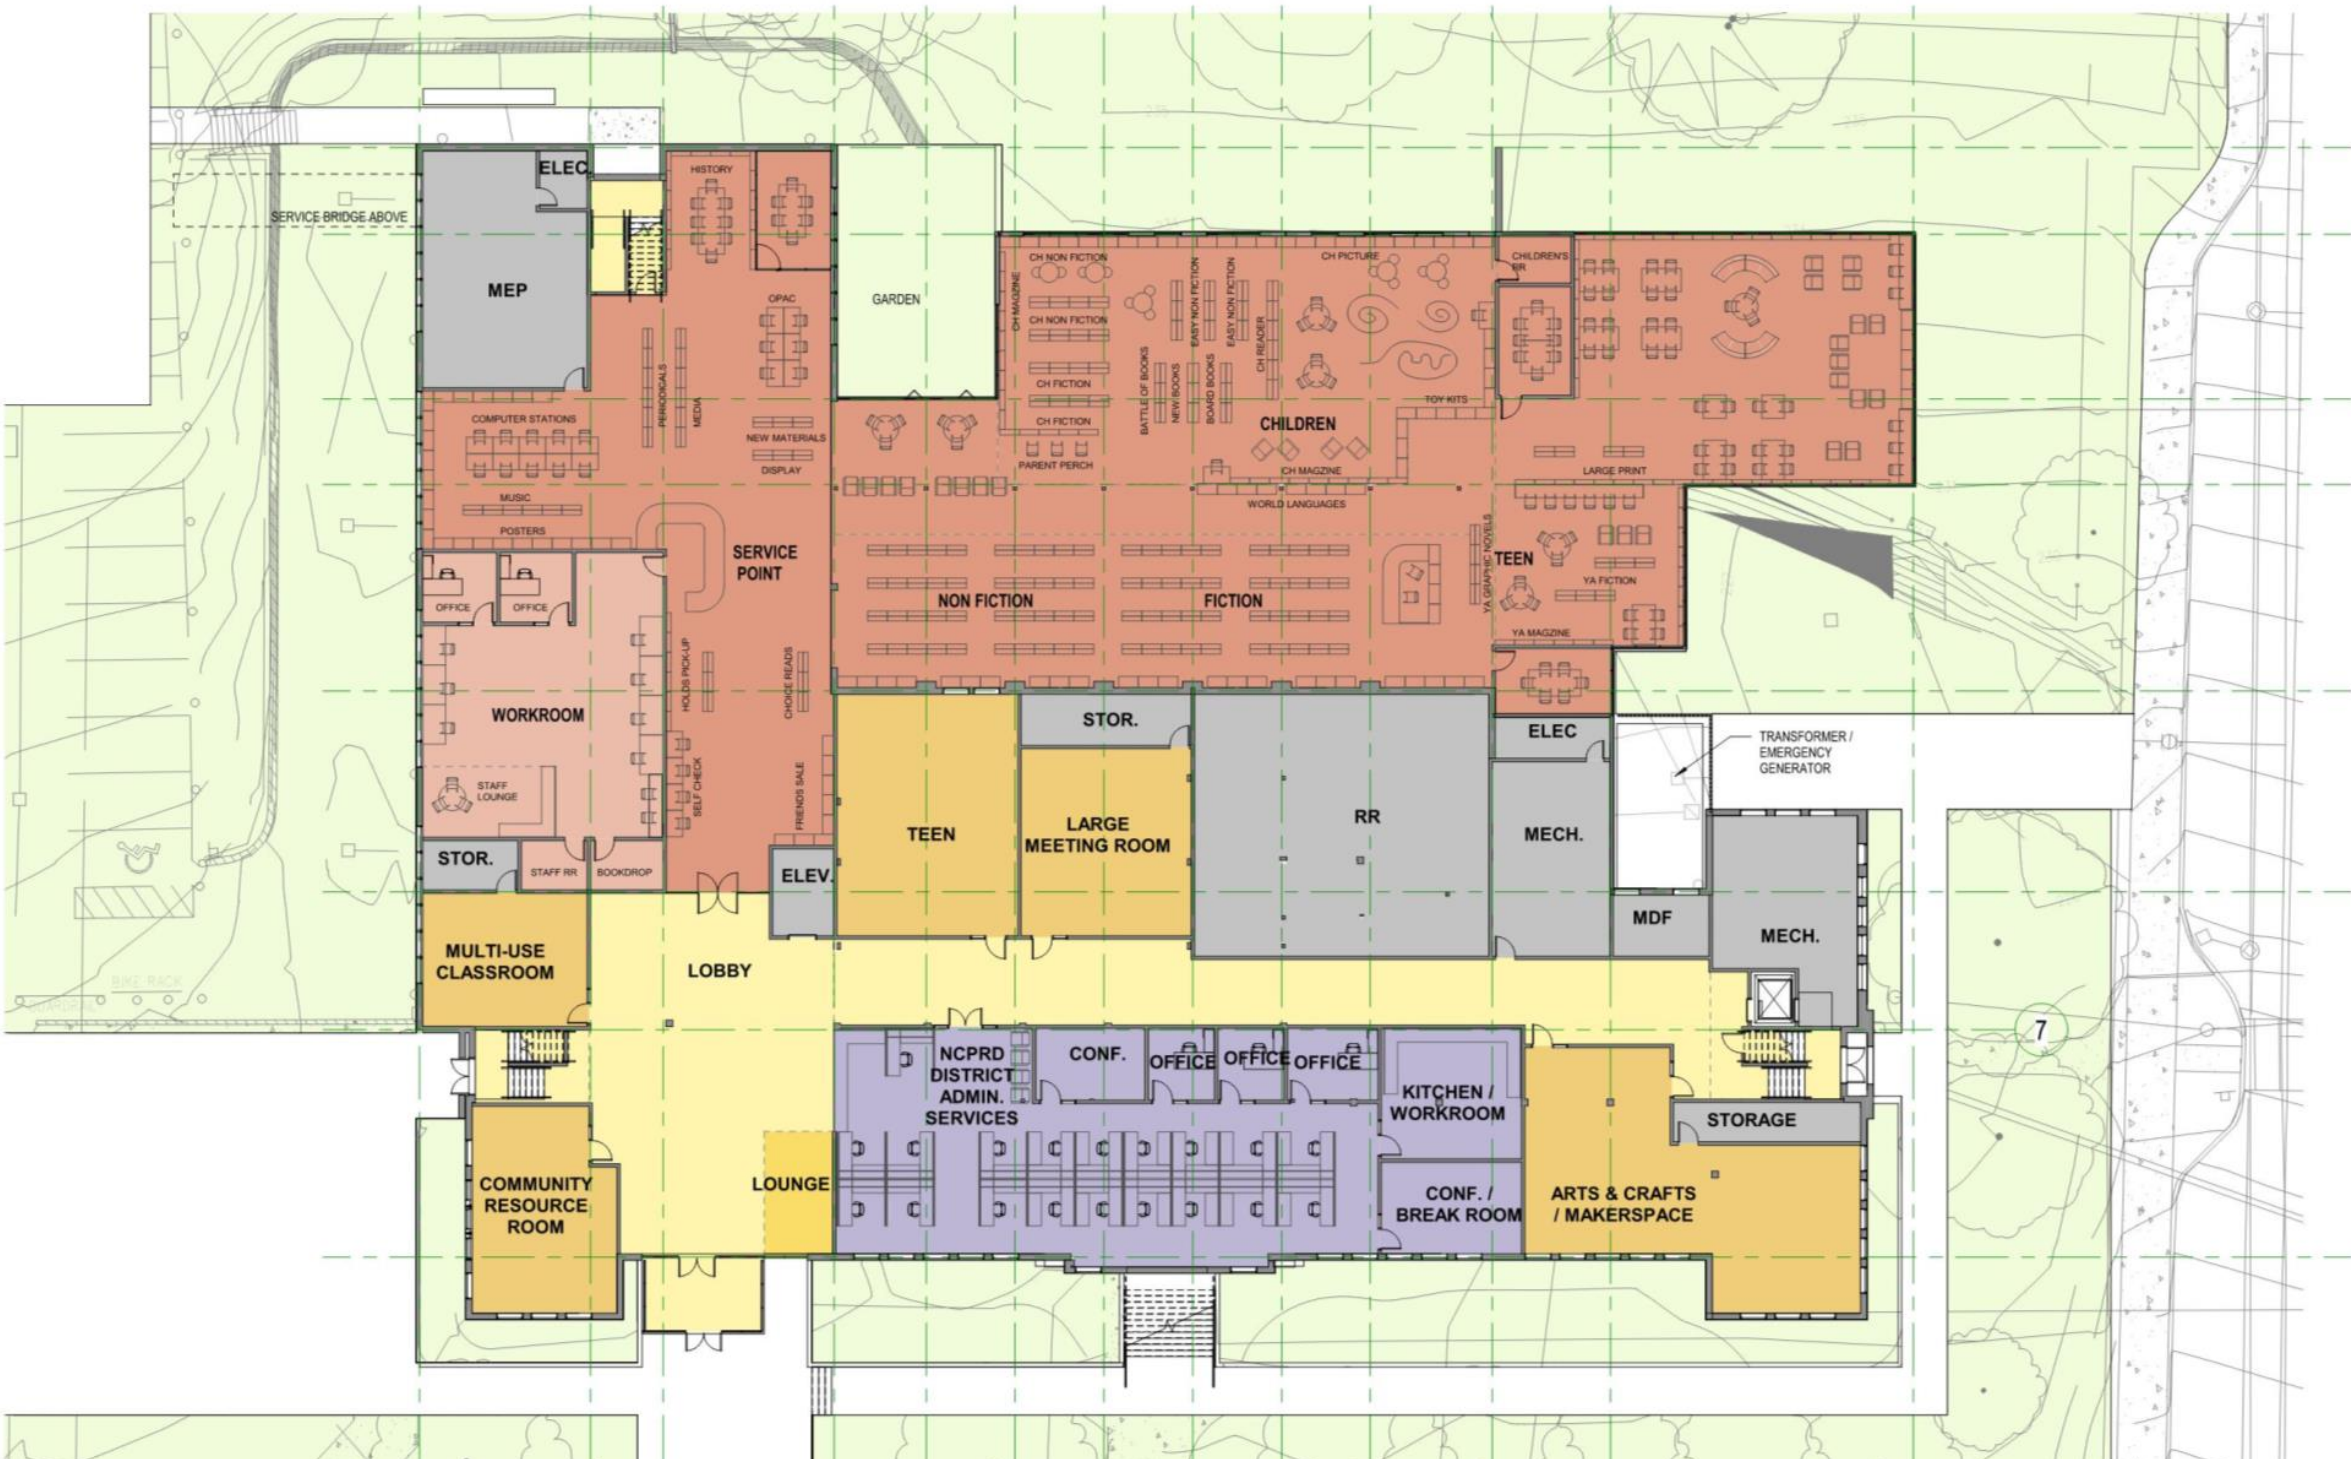 ELEC.
HISTORY
SERVICE BRIDGE ABOVE
MEP
OPAC
GARDEN
CH NON FICTION
CH MAGZINE
CH NON FICTION
EASY NON FICTION
EASY NON FICTION
CH PICTURE
CHILDREN'S
RR
CH READER
PERIODICALS
MEDIA
CH FICTION
BATTLE OF BOOKS
NEW BOOKS
BOARD BOOKS
TOY KITS
COMPUTER STATIONS
NEW MATERIALS
DISPLAY
CH FICTION
PARENT PERCH
CHILDREN
CH MAGZINE
LARGE PRINT
MUSIC
POSTERS
WORLD LANGUAGES
SERVICE
POINT
YA GRAPHIC NOVELS
TEEN
YA FICTION
OFFICE
OFFICE
NON FICTION
FICTION
YA MAGZINE
HOLDS PICK-UP
CHOICE READS
WORKROOM
STOR.
ELEC
TRANSFORMER /
EMERGENCY
GENERATOR
STAFF
LOUNGE
SELF CHECK
FRIENDS SALE
TEEN
LARGE
MEETING ROOM
RR
MECH.
STOR.
STAFF RR
BOOKDROP
ELEV.
MDF
MECH.
MULTI-USE
CLASSROOM
LOBBY
BIKE RACK
GUARDRAIL
7
NCPRD
DISTRICT
ADMIN.
SERVICES
CONF.
OFFICE
OFFICE
OFFICE
KITCHEN /
WORKROOM
STORAGE
COMMUNITY
RESOURCE
ROOM
LOUNGE
CONF. /
BREAK ROOM
ARTS & CRAFTS
/ MAKERSPACE